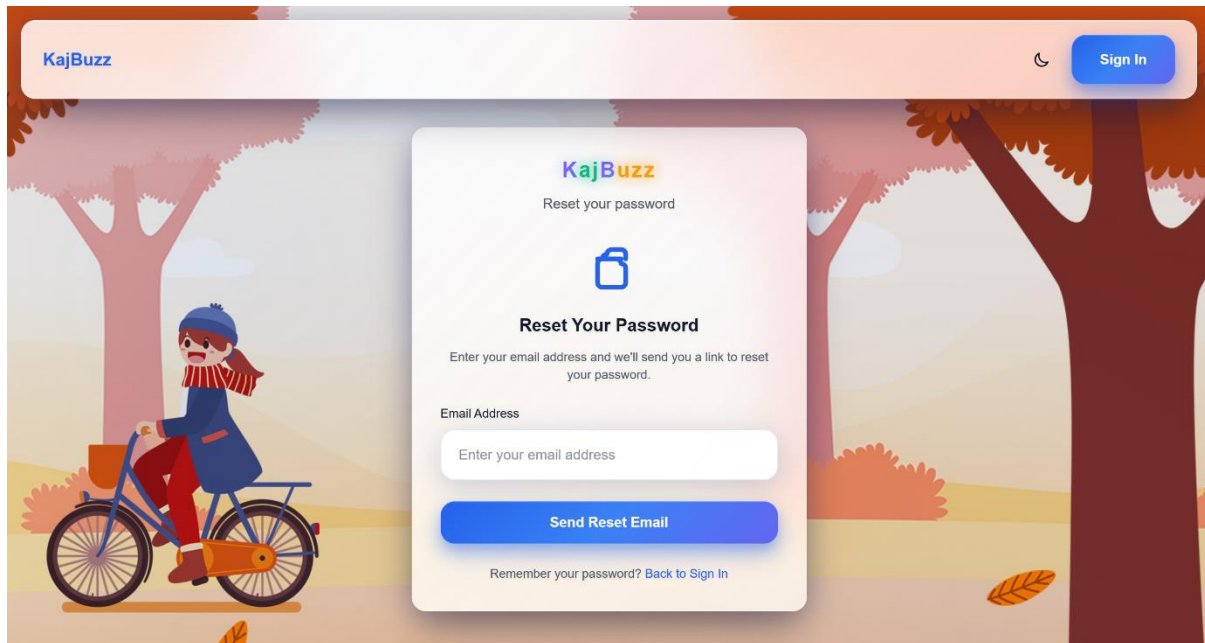 KajBuzz
Sign In
KajBuzz
Reset your password
Reset Your Password
Enter your email address and we'll send you a link to reset
your password.
Email Address
Enter your email address
Send Reset Email
Remember your password? Back to Sign In